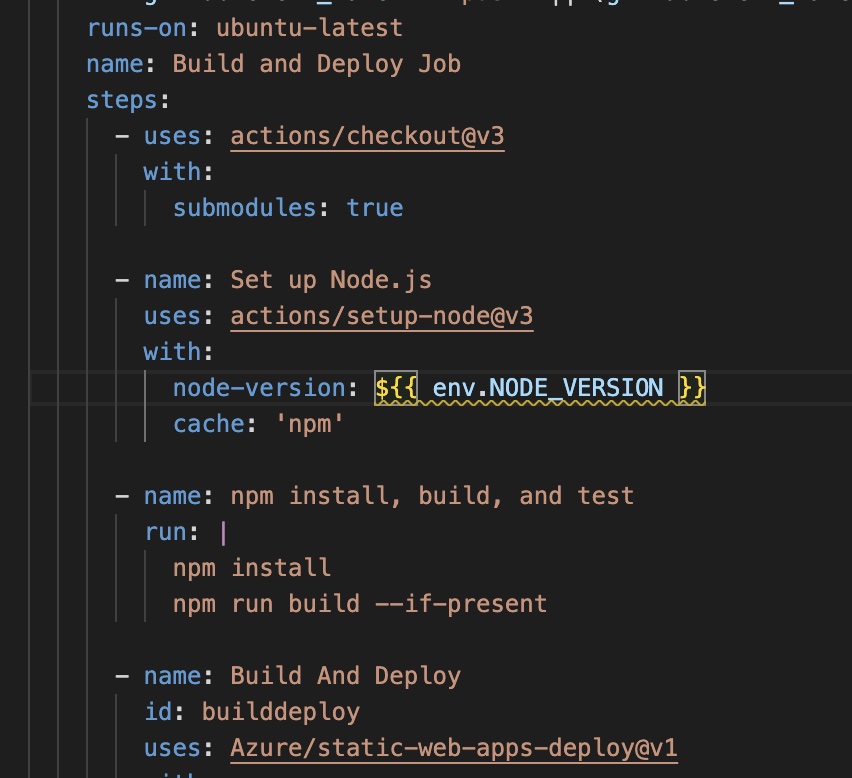 runs-on: ubuntu-latest
name: Build and Deploy Job
steps:
- uses: actions/checkout@v3
with:
submodules: true
- name: Set up Node.js
uses: actions/setup-node@v3
with:
node-version: ${{ env.NODE_VERSION }}
cache: 'npm'
- name: npm install, build, and test
run: |
npm install
npm run build --if-present
- name: Build And Deploy
id: builddeploy
uses: Azure/static-web-apps-deploy@v1